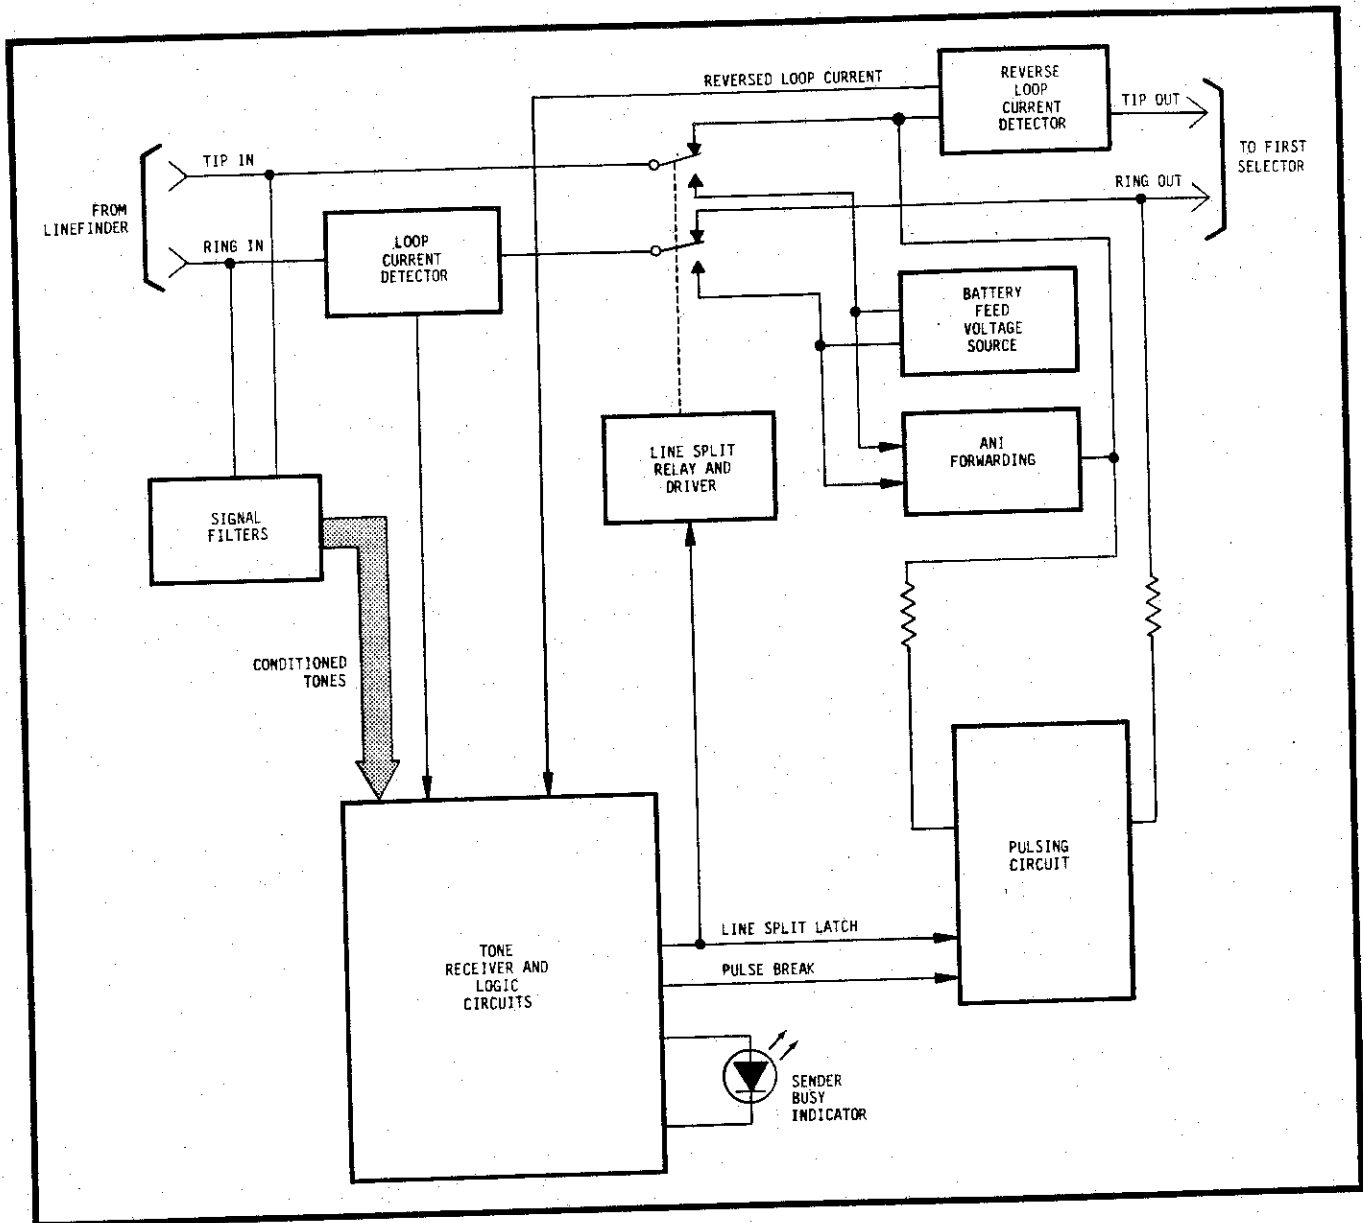 REVERSED LOOP CURRENT
REVERSE
LOOP
CURRENT
DETECTOR
TIP OUT
TO FIRST
SELECTOR
RING OUT
TIP IN
FROM
LINEFINDER
RING IN
LOOP
CURRENT
DETECTOR
BATTERY
FEED
VOLTAGE
SOURCE
LINE SPLIT
RELAY AND
DRIVER
ANI
FORWARDING
SIGNAL
FILTERS
CONDITIONED
TONES
PULSING
CIRCUIT
TONE
RECEIVER AND
LOGIC
CIRCUITS
LINE SPLIT LATCH
PULSE BREAK
SENDER
BUSY
INDICATOR